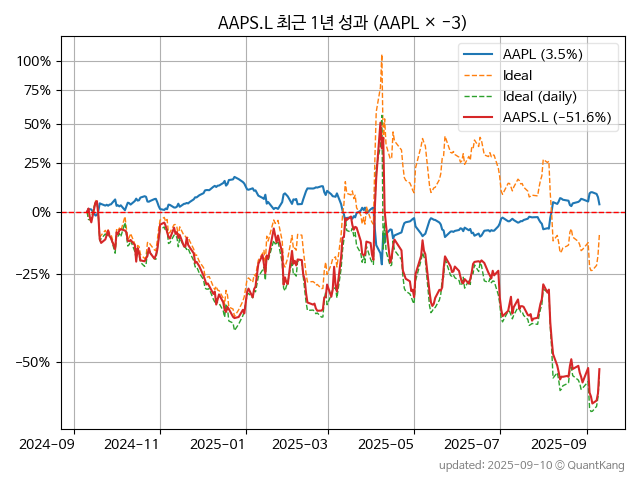 AAPS.L 최근 1년 성과 (AAPL × −3)
AAPL (3.5%)
Ideal
Ideal (daily)
AAPS.L (−51.6%)
100%
75%
50%
25%
0%
−25%
−50%
2024-09 2024-11 2025-01 2025-03 2025-05 2025-07 2025-09
updated: 2025-09-10 ⓒ QuantKang